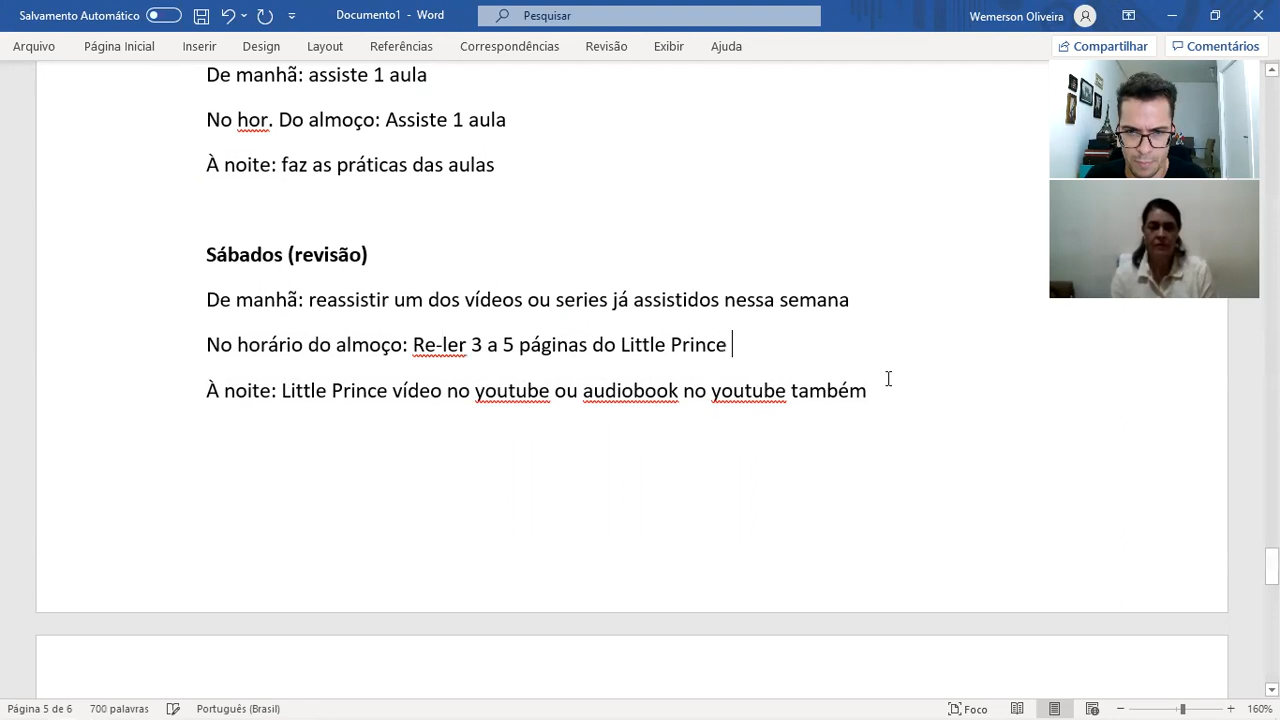 Salvamento Automático
Documento1 - Word
Pesquisar
Wemerson Oliveira
Arquivo Página Inicial Inserir Design Layout Referências Correspondências Revisão Exibir Ajuda
Compartilhar Comentários
De manhã: assiste 1 aula
No hor. Do almoço: Assiste 1 aula
À noite: faz as práticas das aulas
Sábados (revisão)
De manhã: reassistir um dos vídeos ou series já assistidos nessa semana
No horário do almoço: Re-ler 3 a 5 páginas do Little Prince
À noite: Little Prince vídeo no youtube ou audiobook no youtube também
Página 5 de 6 700 palavras Português (Brasil) Foco 160%